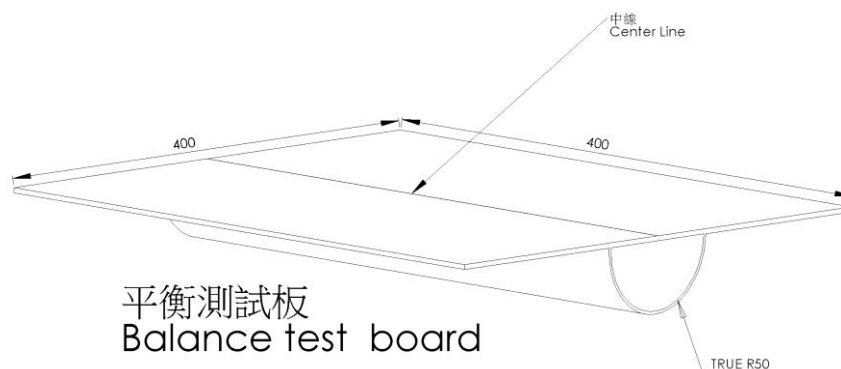 中線
Center Line
400
400
平衡測試板
Balance test board
TRUE R50